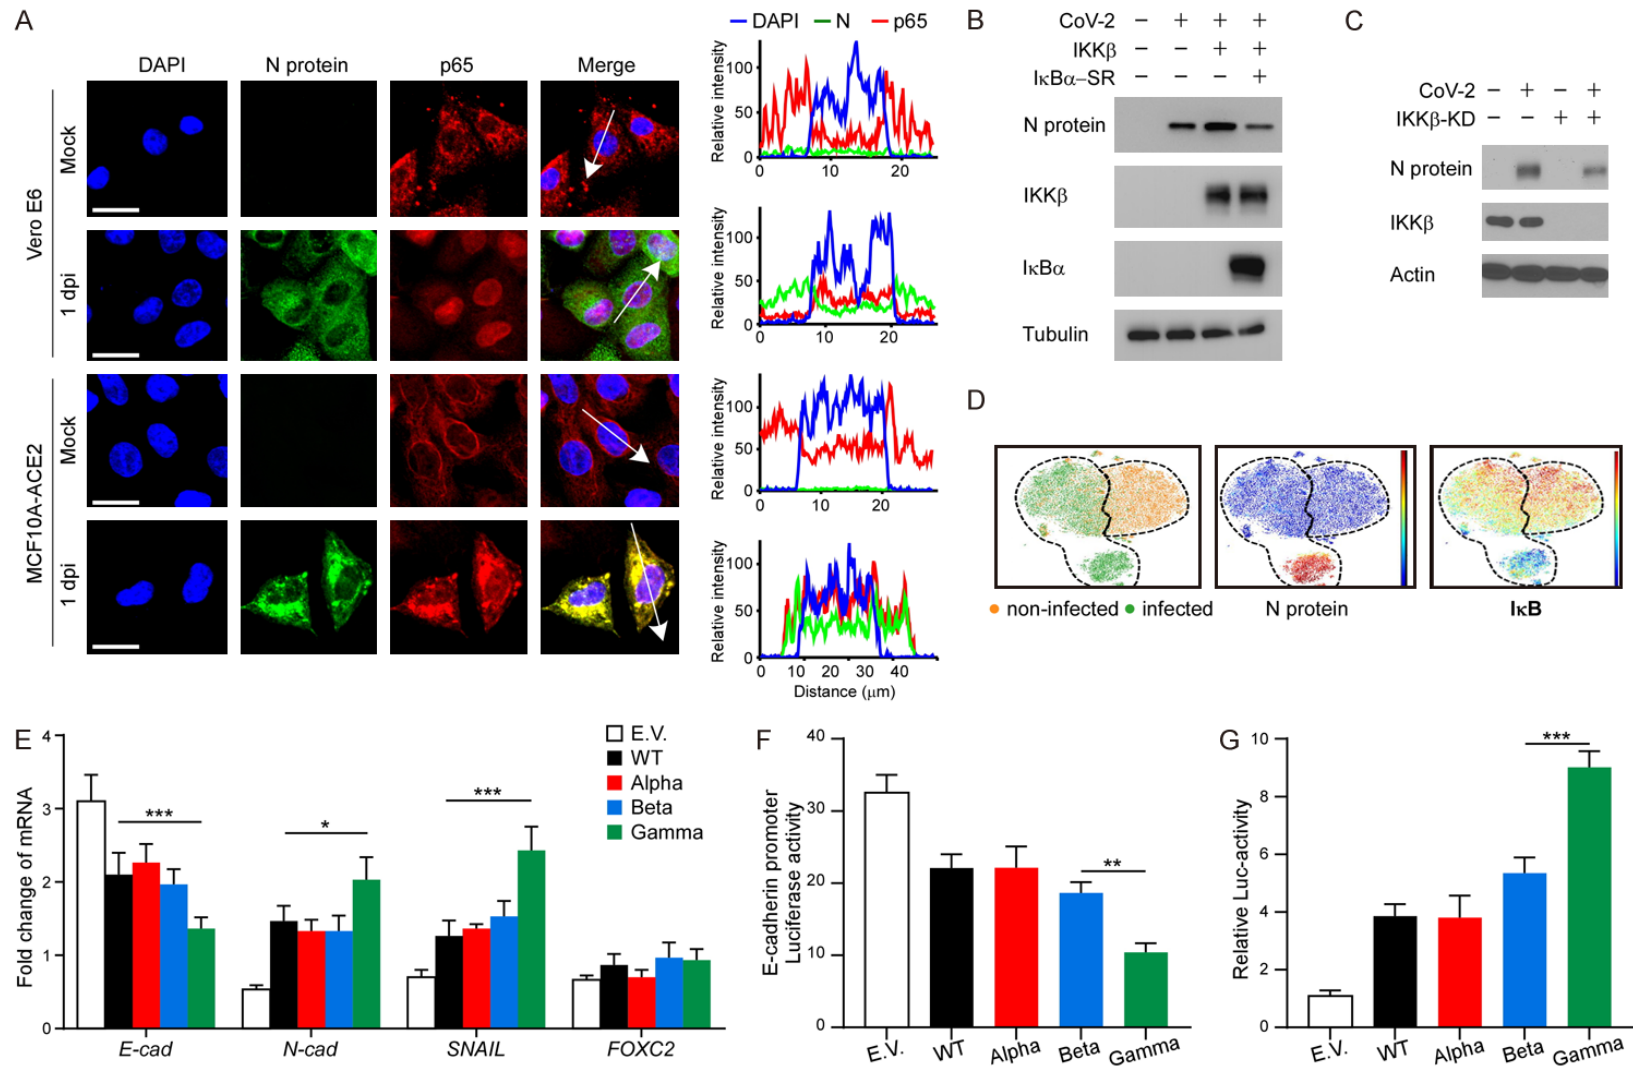 A
DAPI N protein p65 Merge
Vero E6
Mock
1 dpi
MCF10A-ACE2
Mock
1 dpi
DAPI N p65
Relative intensity
100
50
0
0 10 20
Relative intensity
100
50
0
0 10 20
Relative intensity
100
50
0
0 10 20
Relative intensity
100
50
0
0 10 20 30 40
Distance (μm)
B
CoV-2 − + + +
IKKβ − − + +
IκBα−SR − − − +
N protein
IKKβ
IκBα
Tubulin
C
CoV-2 − + − +
IKKβ-KD − − + +
N protein
IKKβ
Actin
D
non-infected infected
N protein
IκB
E
Fold change of mRNA
4
3
2
1
0
*** * ***
E.V.
WT
Alpha
Beta
Gamma
E-cad N-cad SNAIL FOXC2
F
E-cadherin promoter
Luciferase activity
40
30
20
10
0
**
E.V. WT Alpha Beta Gamma
G
Relative Luc-activity
10
8
6
4
2
0
***
E.V. WT Alpha Beta Gamma